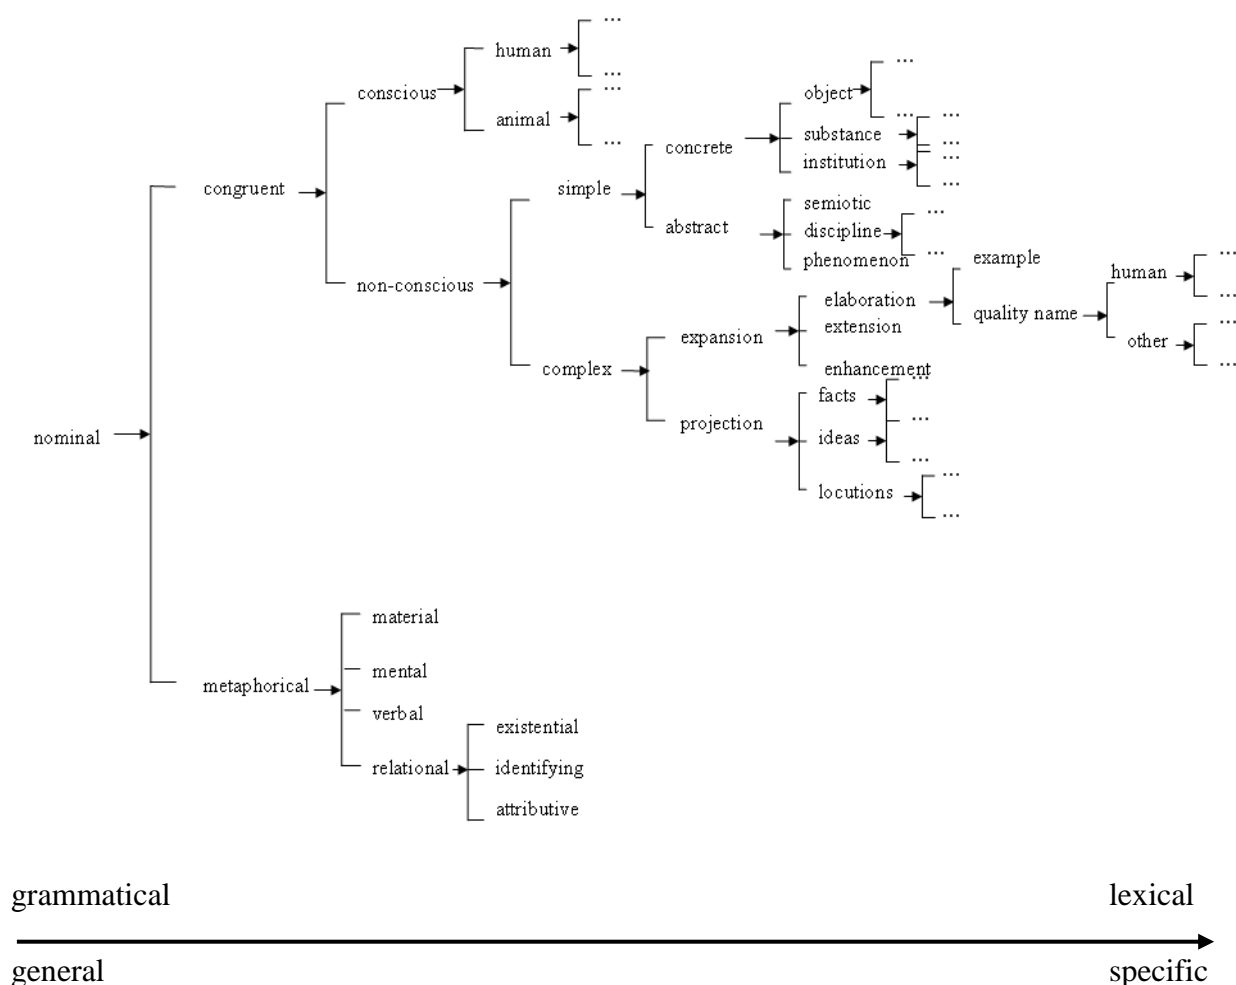 ...
human
...
conscious
...
animal
...
object
...
...
substance
...
...
concrete
institution
...
...
simple
congruent
abstract
semiotic
discipline
...
...
phenomenon
non-conscious
example
human
...
...
elaboration
quality name
extension
other
...
...
expansion
enhancement
complex
facts
...
...
projection
ideas
...
nominal
locutions
...
...
material
mental
metaphorical
verbal
existential
relational
identifying
attributive
grammatical
lexical
general
specific